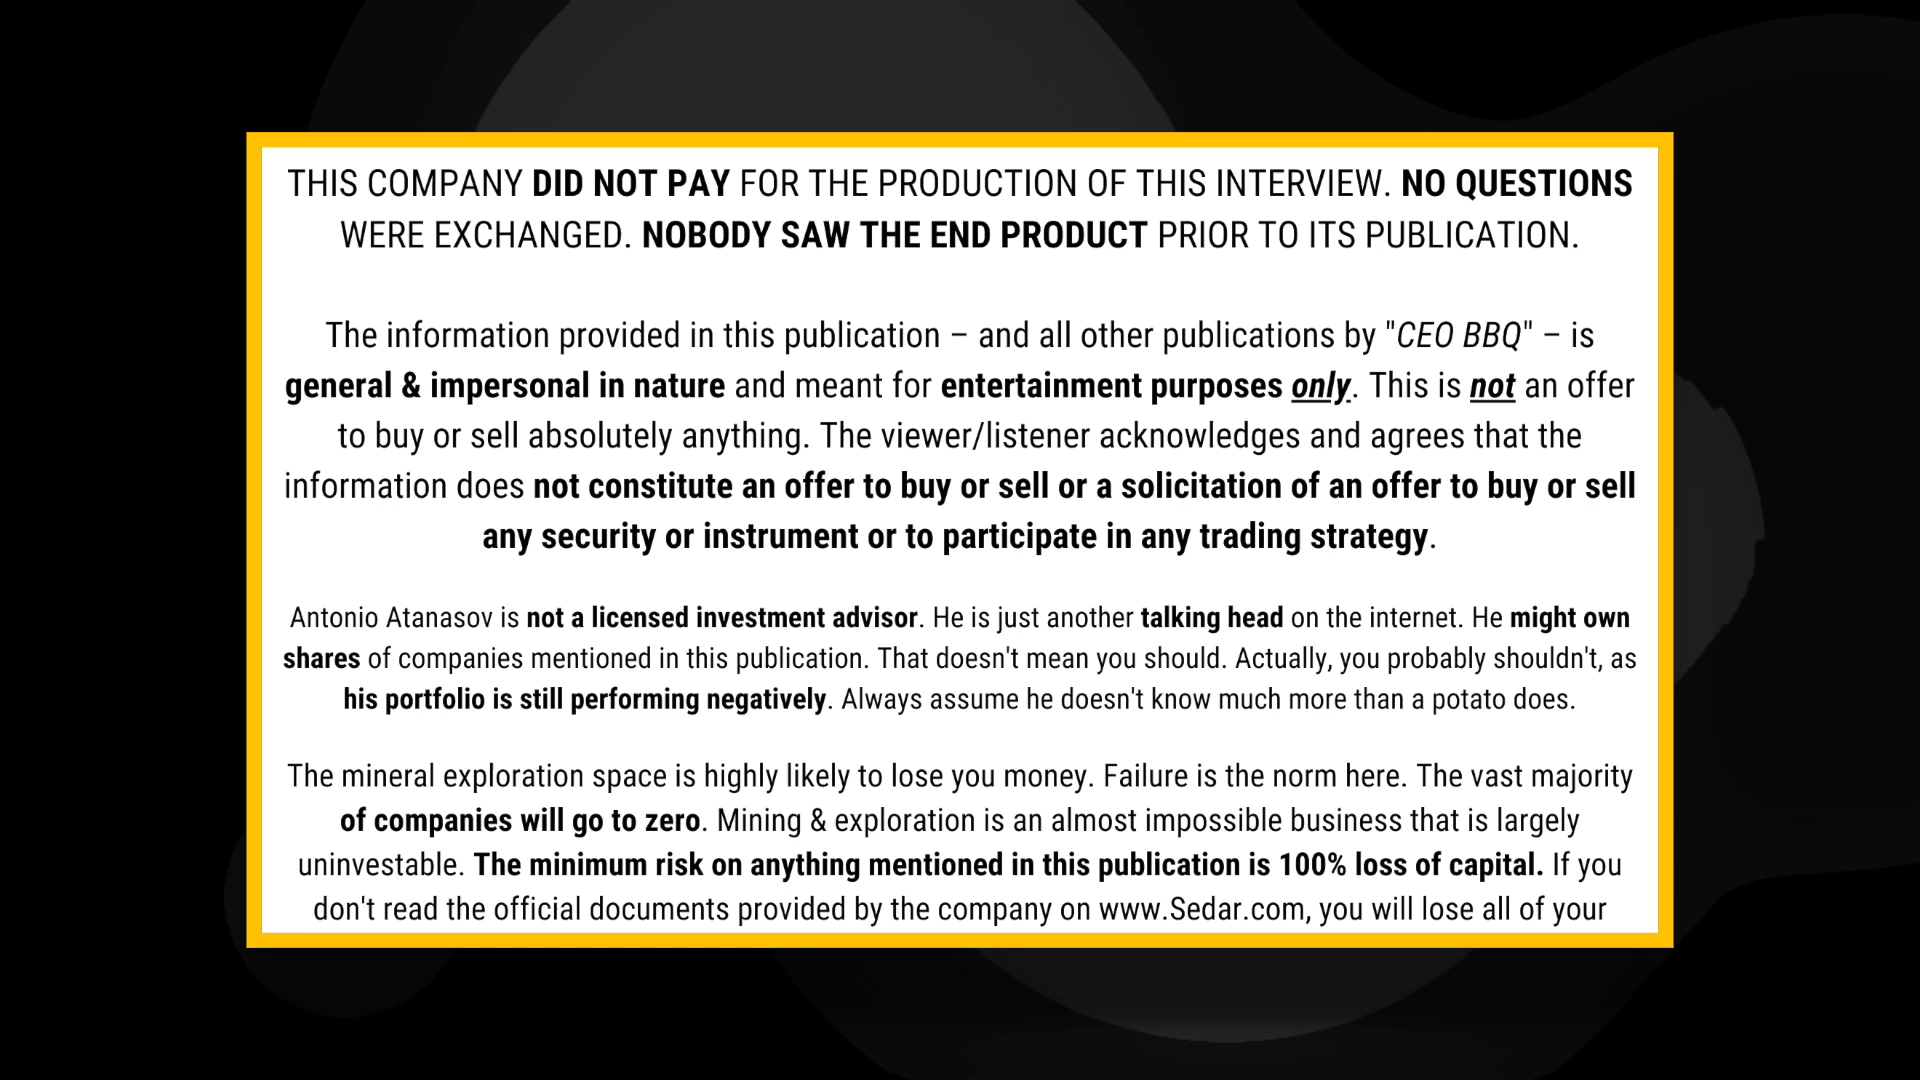 THIS COMPANY DID NOT PAY FOR THE PRODUCTION OF THIS INTERVIEW. NO QUESTIONS
WERE EXCHANGED. NOBODY SAW THE END PRODUCT PRIOR TO ITS PUBLICATION.
The information provided in this publication – and all other publications by "CEO BBQ" – is
general & impersonal in nature and meant for entertainment purposes only. This is not an offer
to buy or sell absolutely anything. The viewer/listener acknowledges and agrees that the
information does not constitute an offer to buy or sell or a solicitation of an offer to buy or sell
any security or instrument or to participate in any trading strategy.
Antonio Atanasov is not a licensed investment advisor. He is just another talking head on the internet. He might own
shares of companies mentioned in this publication. That doesn't mean you should. Actually, you probably shouldn't, as
his portfolio is still performing negatively. Always assume he doesn't know much more than a potato does.
The mineral exploration space is highly likely to lose you money. Failure is the norm here. The vast majority
of companies will go to zero. Mining & exploration is an almost impossible business that is largely
uninvestable. The minimum risk on anything mentioned in this publication is 100% loss of capital. If you
don't read the official documents provided by the company on www.Sedar.com, you will lose all of your